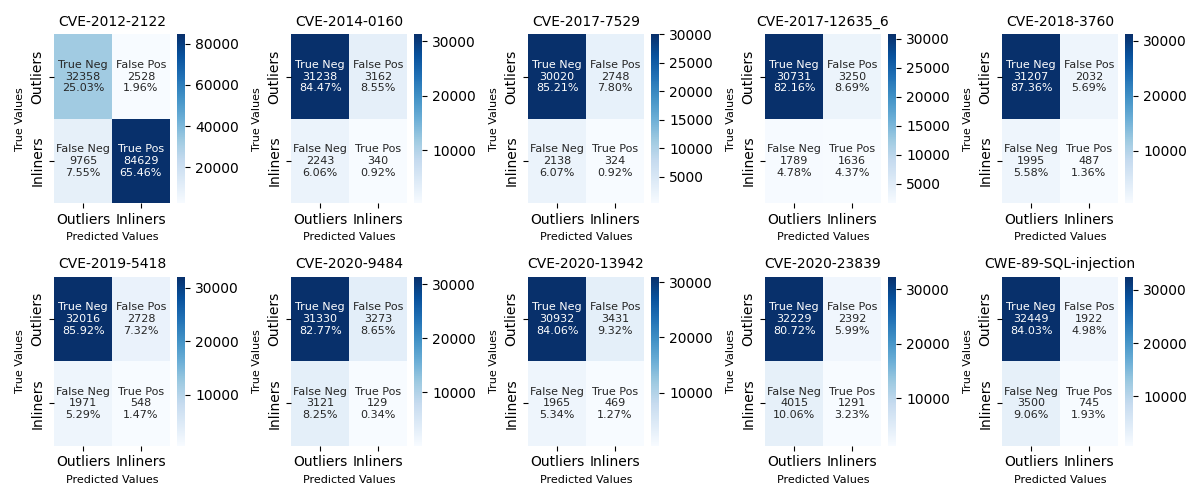 CVE-2012-2122
True Neg
32358
25.03%
False Pos
2528
1.96%
False Neg
9765
7.55%
True Pos
84629
65.46%
Outliers
Inliners
True Values
Outliers Inliners
Predicted Values
80000
60000
40000
20000
CVE-2014-0160
True Neg
31238
84.47%
False Pos
3162
8.55%
False Neg
2243
6.06%
True Pos
340
0.92%
Outliers
Inliners
True Values
Outliers Inliners
Predicted Values
30000
20000
10000
CVE-2017-7529
True Neg
30020
85.21%
False Pos
2748
7.80%
False Neg
2138
6.07%
True Pos
324
0.92%
Outliers
Inliners
True Values
Outliers Inliners
Predicted Values
30000
25000
20000
15000
10000
5000
CVE-2017-12635_6
True Neg
30731
82.16%
False Pos
3250
8.69%
False Neg
1789
4.78%
True Pos
1636
4.37%
Outliers
Inliners
True Values
Outliers Inliners
Predicted Values
30000
25000
20000
15000
10000
5000
CVE-2018-3760
True Neg
31207
87.36%
False Pos
2032
5.69%
False Neg
1995
5.58%
True Pos
487
1.36%
Outliers
Inliners
True Values
Outliers Inliners
Predicted Values
30000
20000
10000
CVE-2019-5418
True Neg
32016
85.92%
False Pos
2728
7.32%
False Neg
1971
5.29%
True Pos
548
1.47%
Outliers
Inliners
True Values
Outliers Inliners
Predicted Values
30000
20000
10000
CVE-2020-9484
True Neg
31330
82.77%
False Pos
3273
8.65%
False Neg
3121
8.25%
True Pos
129
0.34%
Outliers
Inliners
True Values
Outliers Inliners
Predicted Values
30000
20000
10000
CVE-2020-13942
True Neg
30932
84.06%
False Pos
3431
9.32%
False Neg
1965
5.34%
True Pos
469
1.27%
Outliers
Inliners
True Values
Outliers Inliners
Predicted Values
30000
20000
10000
CVE-2020-23839
True Neg
32229
80.72%
False Pos
2392
5.99%
False Neg
4015
10.06%
True Pos
1291
3.23%
Outliers
Inliners
True Values
Outliers Inliners
Predicted Values
30000
20000
10000
CWE-89-SQL-injection
True Neg
32449
84.03%
False Pos
1922
4.98%
False Neg
3500
9.06%
True Pos
745
1.93%
Outliers
Inliners
True Values
Outliers Inliners
Predicted Values
30000
20000
10000